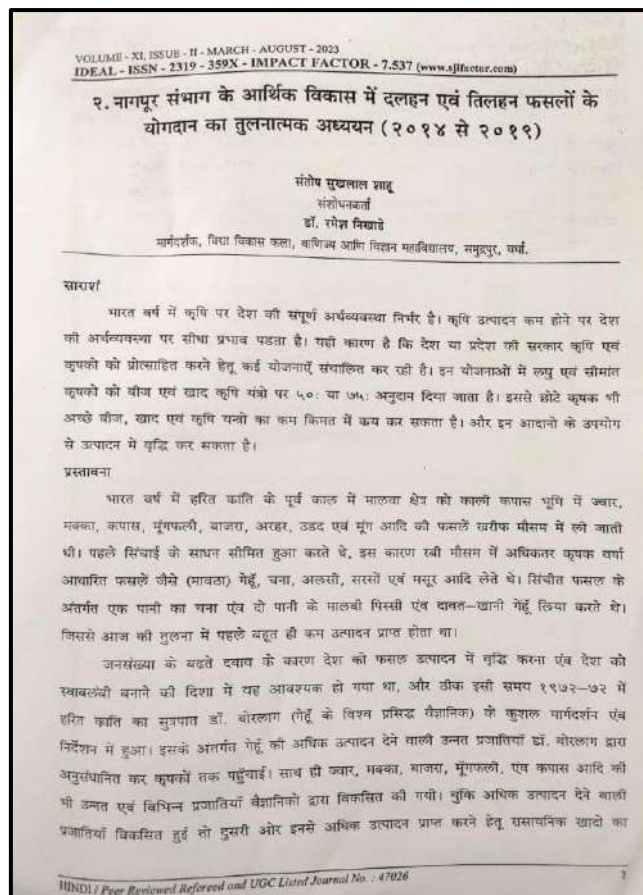 VOLUME - XI, ISSUE - II - MARCH - AUGUST - 2023
IDEAL - ISSN - 2319 - 359X - IMPACT FACTOR - 7.537 (www.sjifactor.com)
२. नागपूर संभाग के आर्थिक विकास में दलहन एवं तिलहन फसलों के
योगदान का तुलनात्मक अध्ययन (२०१४ से २०१९)
संतोष सुखलाल शाहू
संशोधनकर्ता
डॉ. रमेश निखाडे
मार्गदर्शक, विद्या विकास कला, वाणिज्य आणि विज्ञान महाविद्यालय, समुद्रपुर, वर्धा.
सारांर्श
भारत वर्ष में कृषि पर देश की संपूर्ण अर्थव्यवस्था निर्भर है। कृषि उत्पादन कम होने पर देश
की अर्थव्यवस्था पर सीधा प्रभाव पडता है। यही कारण है कि देश या प्रदेश की सरकार कृषि एवं
कृषको को प्रोत्साहित करने हेतू कई योजनाएँ संचालित कर रही है। इन योजनाओं में लघु एवं सीमांत
कृषको को बीज एवं खाद कृषि यंत्रो पर ५०ः या ७५ः अनुदान दिया जाता है। इससे छोटे कृषक भी
अच्छे बीज, खाद एवं कृषि यन्त्रो का कम किमत में कय कर सकता है। और इन आदानो के उपयोग
से उत्पादन में वृद्धि कर सकता है।
प्रस्तावना
भारत वर्ष में हरित कांति के पूर्व काल में मालवा क्षेत्र की काली कपास भूमि में ज्वार,
मक्का, कपास, मूंगफली, बाजरा, अरहर, उडद एवं मूंग आदि की फसलें खरीफ मौसम में ली जाती
थी। पहले सिंचाई के साधन सीमित हुआ करते थे, इस कारण रबी मौसम में अधिकतर कृषक वर्षा
आधारित फसलें जैसे (मावठा) गेहूँ, चना, अलसी, सरसों एवं मसूर आदि लेते थे। सिंचीत फसल के
अंतर्गत एक पानी का चना एंव दो पानी के मालवी पिस्सी एंव दावत–खानी गेंहूँ लिया करते थे।
जिससे आज की तुलना में पहले बहूत ही कम उत्पादन प्राप्त होता था।
जनसंख्या के बढते दवाव के कारण देश को फसल उत्पादन में वृद्धि करना एंव देश को
स्वाबलंबी बनाने की दिशा में यह आवश्यक हो गया था, और ठीक इसी समय १९७२–७२ में
हरित कांति का सुत्रपात डॉ. बोरलाग (गेहूँ के विश्व प्रसिद्ध वैज्ञानिक) के कुशल मार्गदर्शन एंव
निर्देशन में हुआ। इसके अंतर्गत गेहूँ की अधिक उत्पादन देने वाली उन्नत प्रजातियाँ डॉ. बोरलाग द्वारा
अनुसंधानित कर कृषकों तक पहुँचाई। साथ ही ज्वार, मक्का, बाजरा, मूँगफली, एंव कपास आदि की
भी उन्नत एवं विभिन्न प्रजातियाँ वैज्ञानिको द्वारा विकसित की गयी। चुंकि अधिक उत्पादन देने वाली
प्रजातियाँ विकसित हुई तो दुसरी ओर इनसे अधिक उत्पादन प्राप्त करने हेतू रासायनिक खादो का
HINDI / Peer Reviewed Refereed and UGC Listed Journal No. : 47026